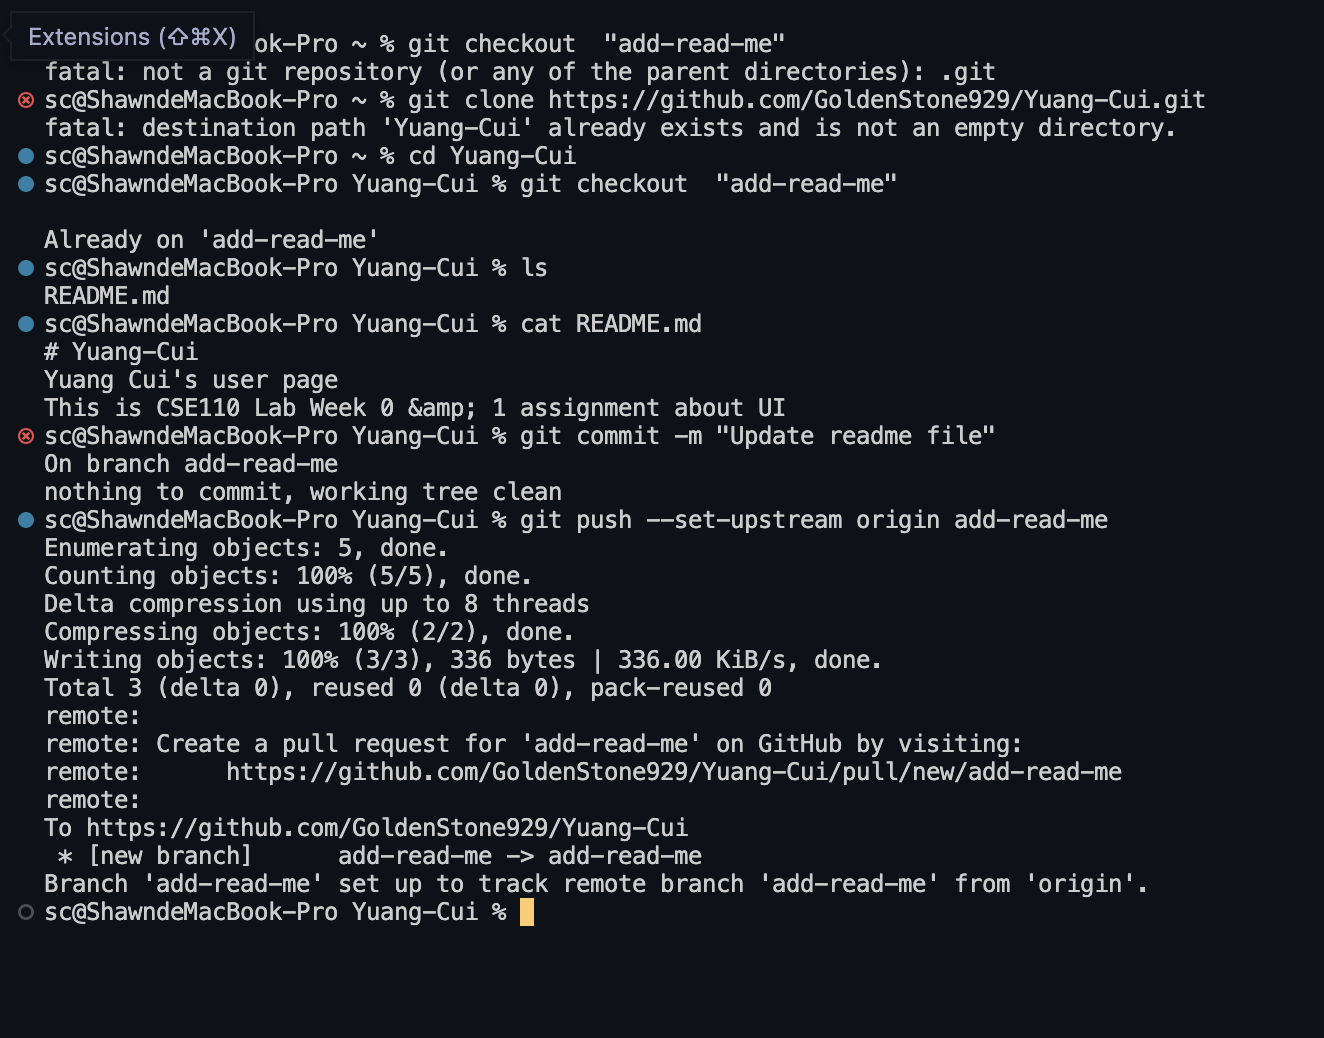 Extensions (⇧⌘X)
ok-Pro ~ % git checkout  "add-read-me"
fatal: not a git repository (or any of the parent directories): .git
sc@ShawndeMacBook-Pro ~ % git clone https://github.com/GoldenStone929/Yuang-Cui.git
fatal: destination path 'Yuang-Cui' already exists and is not an empty directory.
sc@ShawndeMacBook-Pro ~ % cd Yuang-Cui
sc@ShawndeMacBook-Pro Yuang-Cui % git checkout  "add-read-me"
Already on 'add-read-me'
sc@ShawndeMacBook-Pro Yuang-Cui % ls
README.md
sc@ShawndeMacBook-Pro Yuang-Cui % cat README.md
# Yuang-Cui
Yuang Cui's user page
This is CSE110 Lab Week 0 &amp; 1 assignment about UI
sc@ShawndeMacBook-Pro Yuang-Cui % git commit -m "Update readme file"
On branch add-read-me
nothing to commit, working tree clean
sc@ShawndeMacBook-Pro Yuang-Cui % git push --set-upstream origin add-read-me
Enumerating objects: 5, done.
Counting objects: 100% (5/5), done.
Delta compression using up to 8 threads
Compressing objects: 100% (2/2), done.
Writing objects: 100% (3/3), 336 bytes | 336.00 KiB/s, done.
Total 3 (delta 0), reused 0 (delta 0), pack-reused 0
remote:
remote: Create a pull request for 'add-read-me' on GitHub by visiting:
remote:      https://github.com/GoldenStone929/Yuang-Cui/pull/new/add-read-me
remote:
To https://github.com/GoldenStone929/Yuang-Cui
 * [new branch]      add-read-me -> add-read-me
Branch 'add-read-me' set up to track remote branch 'add-read-me' from 'origin'.
sc@ShawndeMacBook-Pro Yuang-Cui %